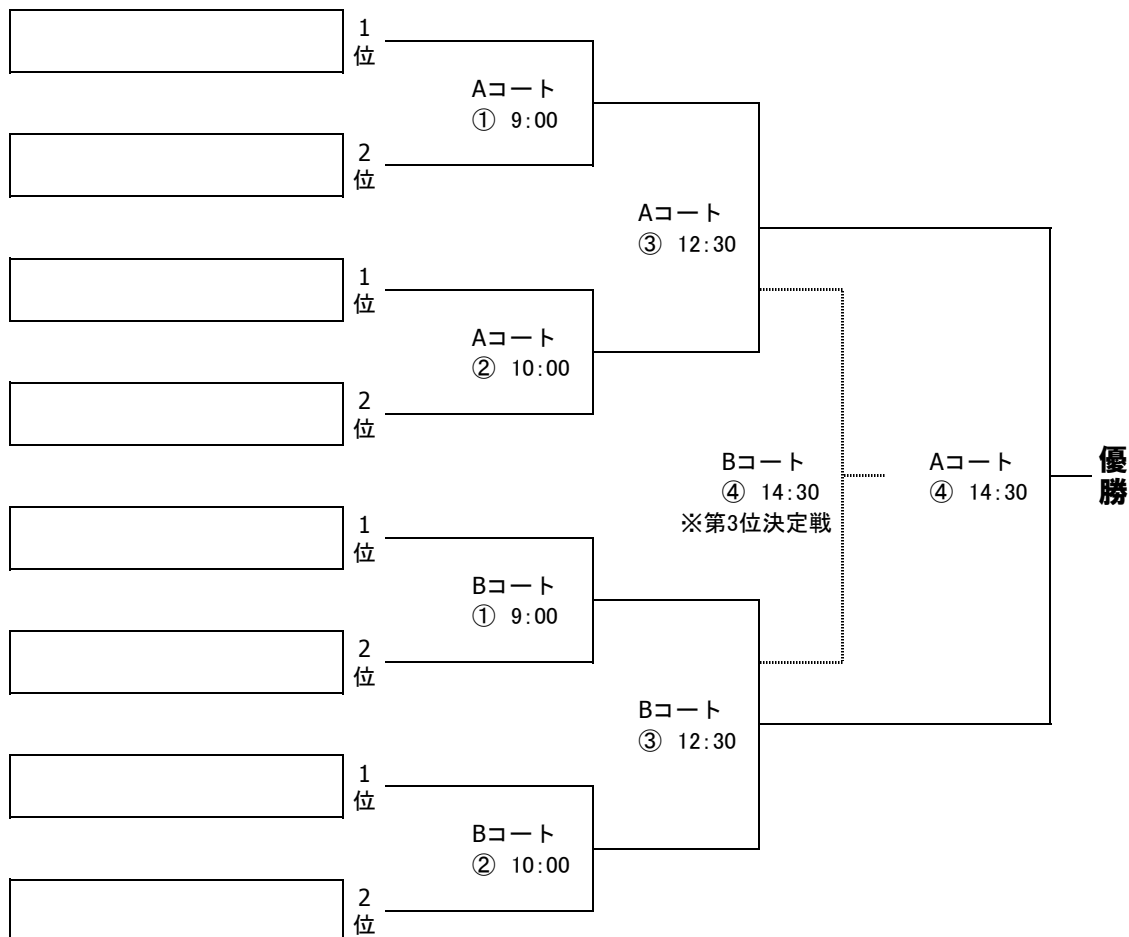 1
位
Aコート
① 9:00
2
位
Aコート
③ 12:30
1
位
Aコート
② 10:00
2
位
Bコート
④ 14:30
※第3位決定戦
Aコート
④ 14:30
優
勝
1
位
Bコート
① 9:00
2
位
Bコート
③ 12:30
1
位
Bコート
② 10:00
2
位